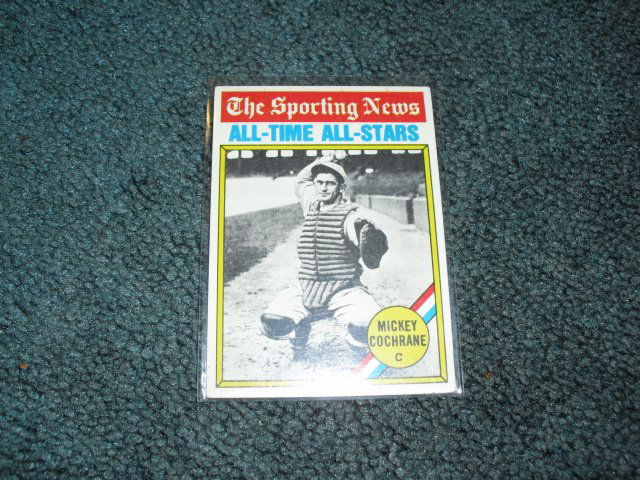 The Sporting News
ALL-TIME ALL-STARS
MICKEY
COCHRANE
C